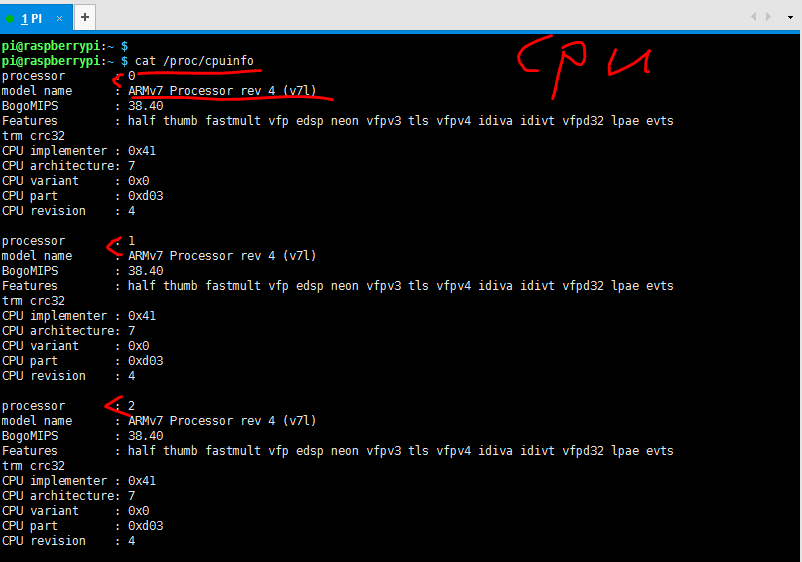 1 PI × +
pi@raspberrypi:~ $
cpu
pi@raspberrypi:~ $ cat /proc/cpuinfo
processor : 0
model name : ARMv7 Processor rev 4 (v7l)
BogoMIPS : 38.40
Features : half thumb fastmult vfp edsp neon vfpv3 tls vfpv4 idiva idivt vfpd32 lpae evts
trm crc32
CPU implementer : 0x41
CPU architecture: 7
CPU variant : 0x0
CPU part : 0xd03
CPU revision : 4
processor : 1
model name : ARMv7 Processor rev 4 (v7l)
BogoMIPS : 38.40
Features : half thumb fastmult vfp edsp neon vfpv3 tls vfpv4 idiva idivt vfpd32 lpae evts
trm crc32
CPU implementer : 0x41
CPU architecture: 7
CPU variant : 0x0
CPU part : 0xd03
CPU revision : 4
processor : 2
model name : ARMv7 Processor rev 4 (v7l)
BogoMIPS : 38.40
Features : half thumb fastmult vfp edsp neon vfpv3 tls vfpv4 idiva idivt vfpd32 lpae evts
trm crc32
CPU implementer : 0x41
CPU architecture: 7
CPU variant : 0x0
CPU part : 0xd03
CPU revision : 4